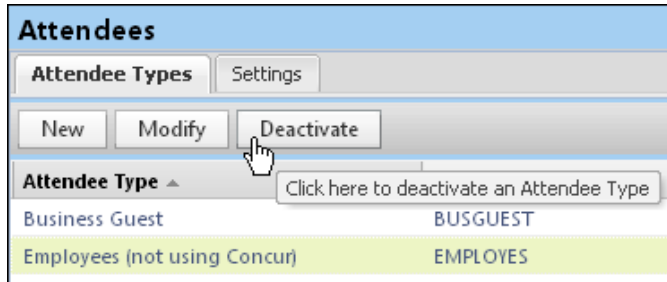 Attendees
Attendee Types Settings
New Modify Deactivate
Attendee Type
Click here to deactivate an Attendee Type
Business Guest BUSGUEST
Employees (not using Concur) EMPLOYES